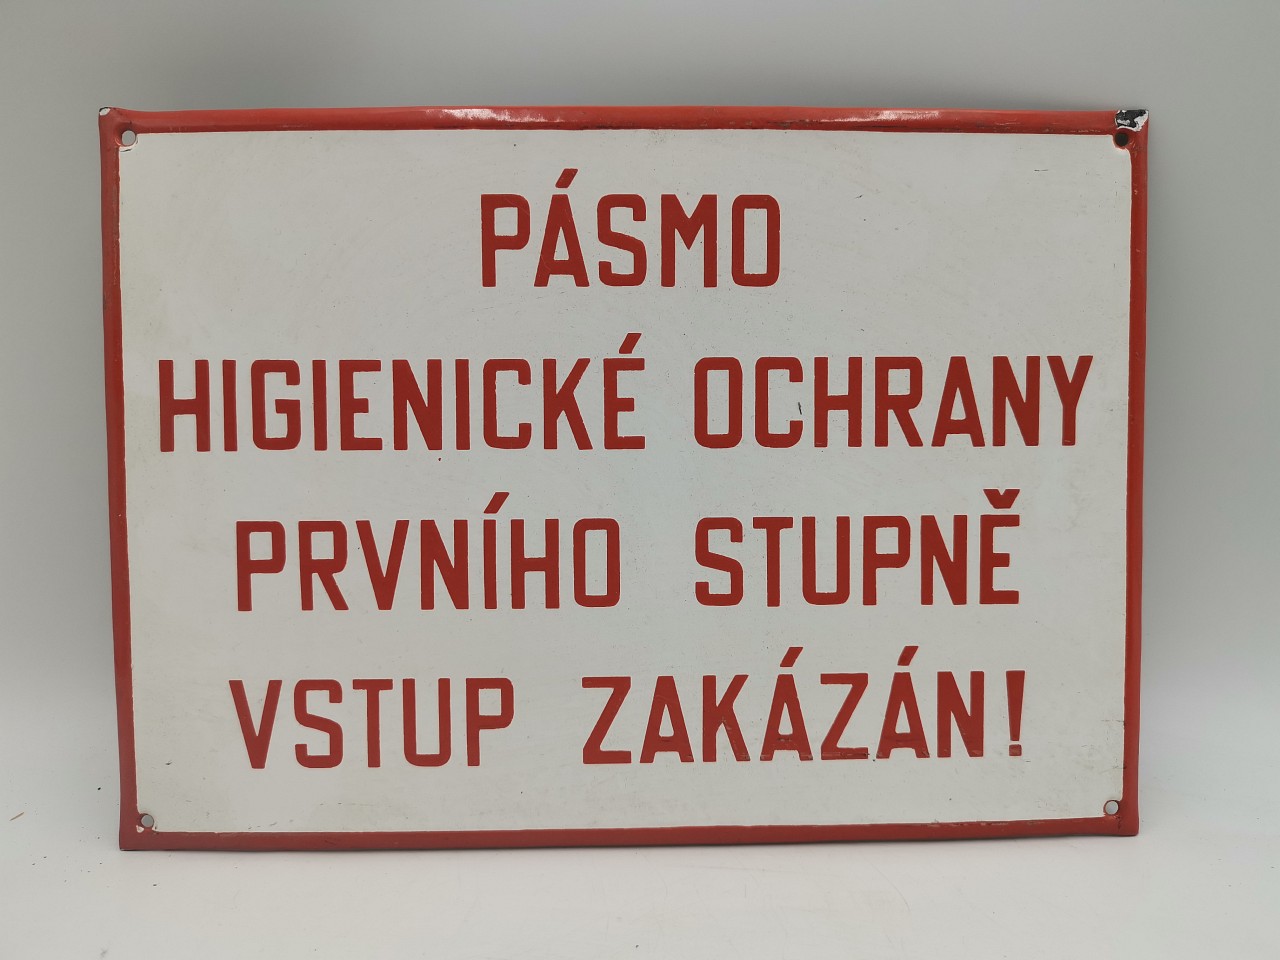 PÁSMO
HIGIENICKÉ OCHRANY
PRVNÍHO STUPNĚ
VSTUP ZAKÁZÁN!